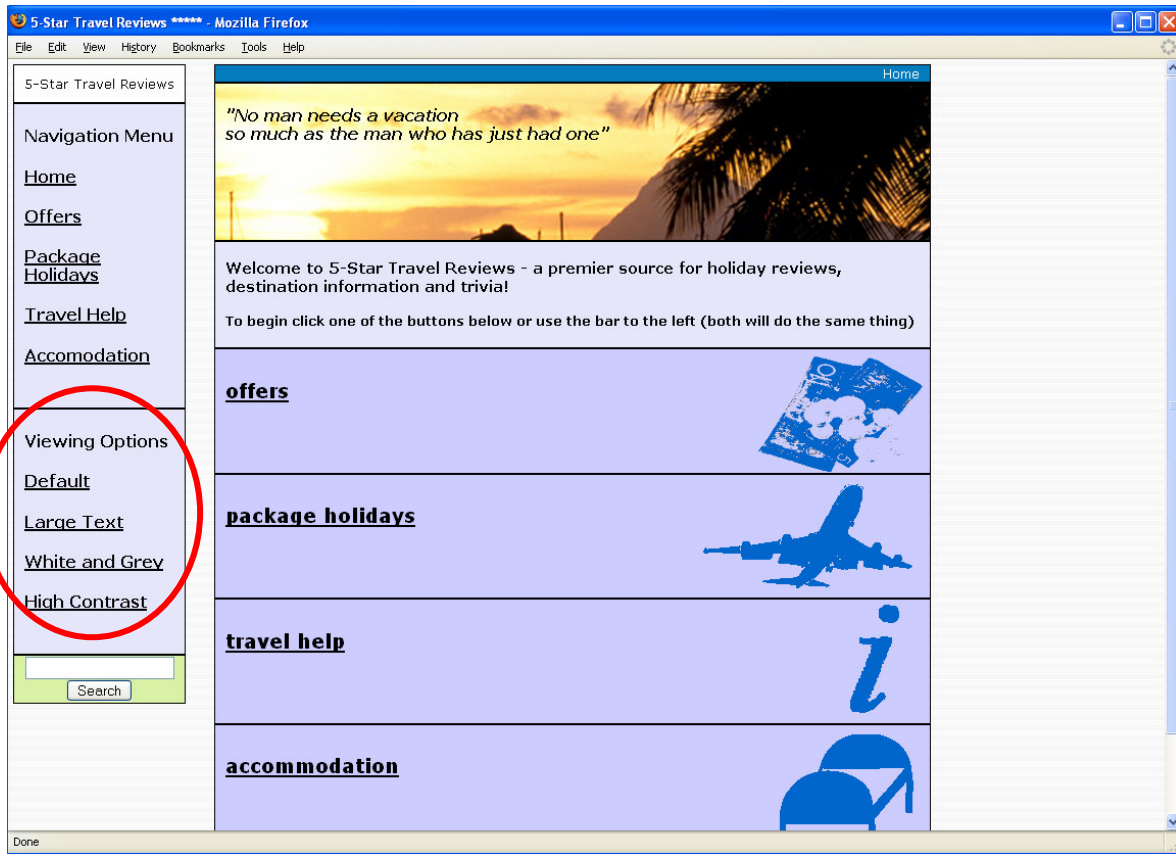 5-Star Travel Reviews ***** - Mozilla Firefox
File Edit View History Bookmarks Tools Help
5-Star Travel Reviews
Navigation Menu
Home
Offers
Package
Holidays
Travel Help
Accomodation
Viewing Options
Default
Large Text
White and Grey
High Contrast
Search
Home
"No man needs a vacation
so much as the man who has just had one"
Welcome to 5-Star Travel Reviews - a premier source for holiday reviews,
destination information and trivia!
To begin click one of the buttons below or use the bar to the left (both will do the same thing)
offers
10
5
package holidays
travel help
i
accommodation
Done